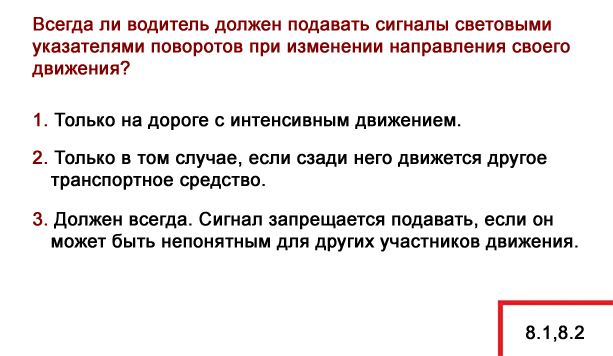 Всегда ли водитель должен подавать сигналы световыми
указателями поворотов при изменении направления своего
движения?
1. Только на дороге с интенсивным движением.
2. Только в том случае, если сзади него движется другое
транспортное средство.
3. Должен всегда. Сигнал запрещается подавать, если он
может быть непонятным для других участников движения.
8.1,8.2